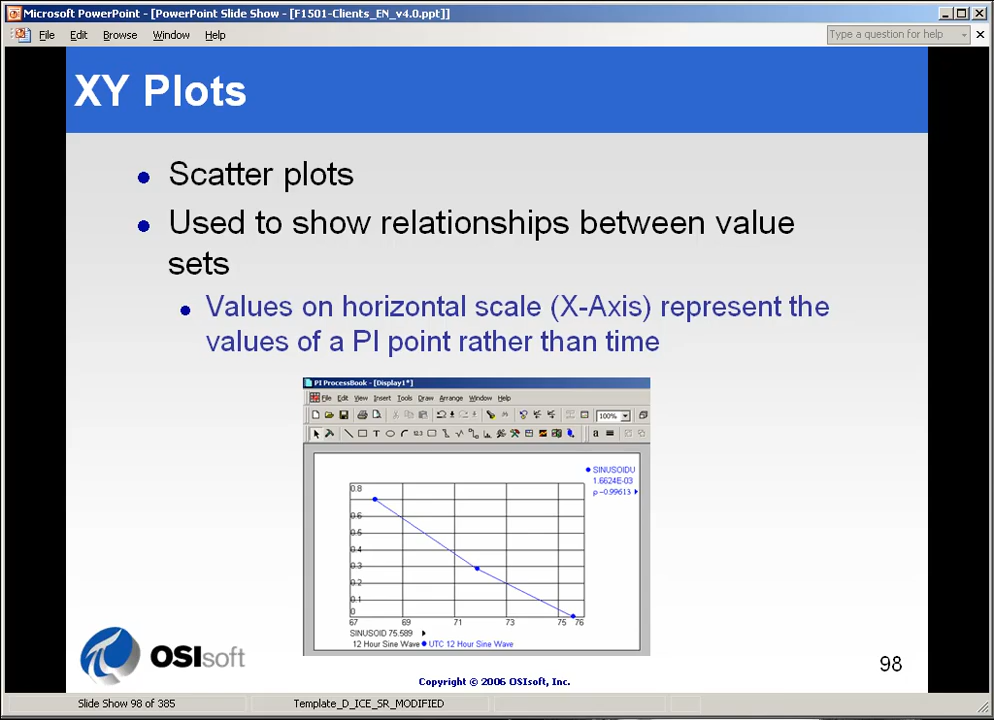 Microsoft PowerPoint - [PowerPoint Slide Show - [F1501-Clients_EN_v4.0.ppt]]
File Edit Browse Window Help
Type a question for help
XY Plots
Scatter plots
Used to show relationships between value
sets
Values on horizontal scale (X-Axis) represent the
values of a PI point rather than time
PI ProcessBook - [Display1*]
File Edit View Insert Tools Draw Arrange Window Help
100%
SINUSOIDU
1.6624E-03
ρ -0.99613
0.8
0.6
0.5
0.4
0.3
0.2
0.1
0
67 69 71 73 75 76
SINUSOID 75.589
12 Hour Sine Wave UTC 12 Hour Sine Wave
OSIsoft
98
Copyright © 2006 OSIsoft, Inc.
Slide Show 98 of 385 Template_D_ICE_SR_MODIFIED